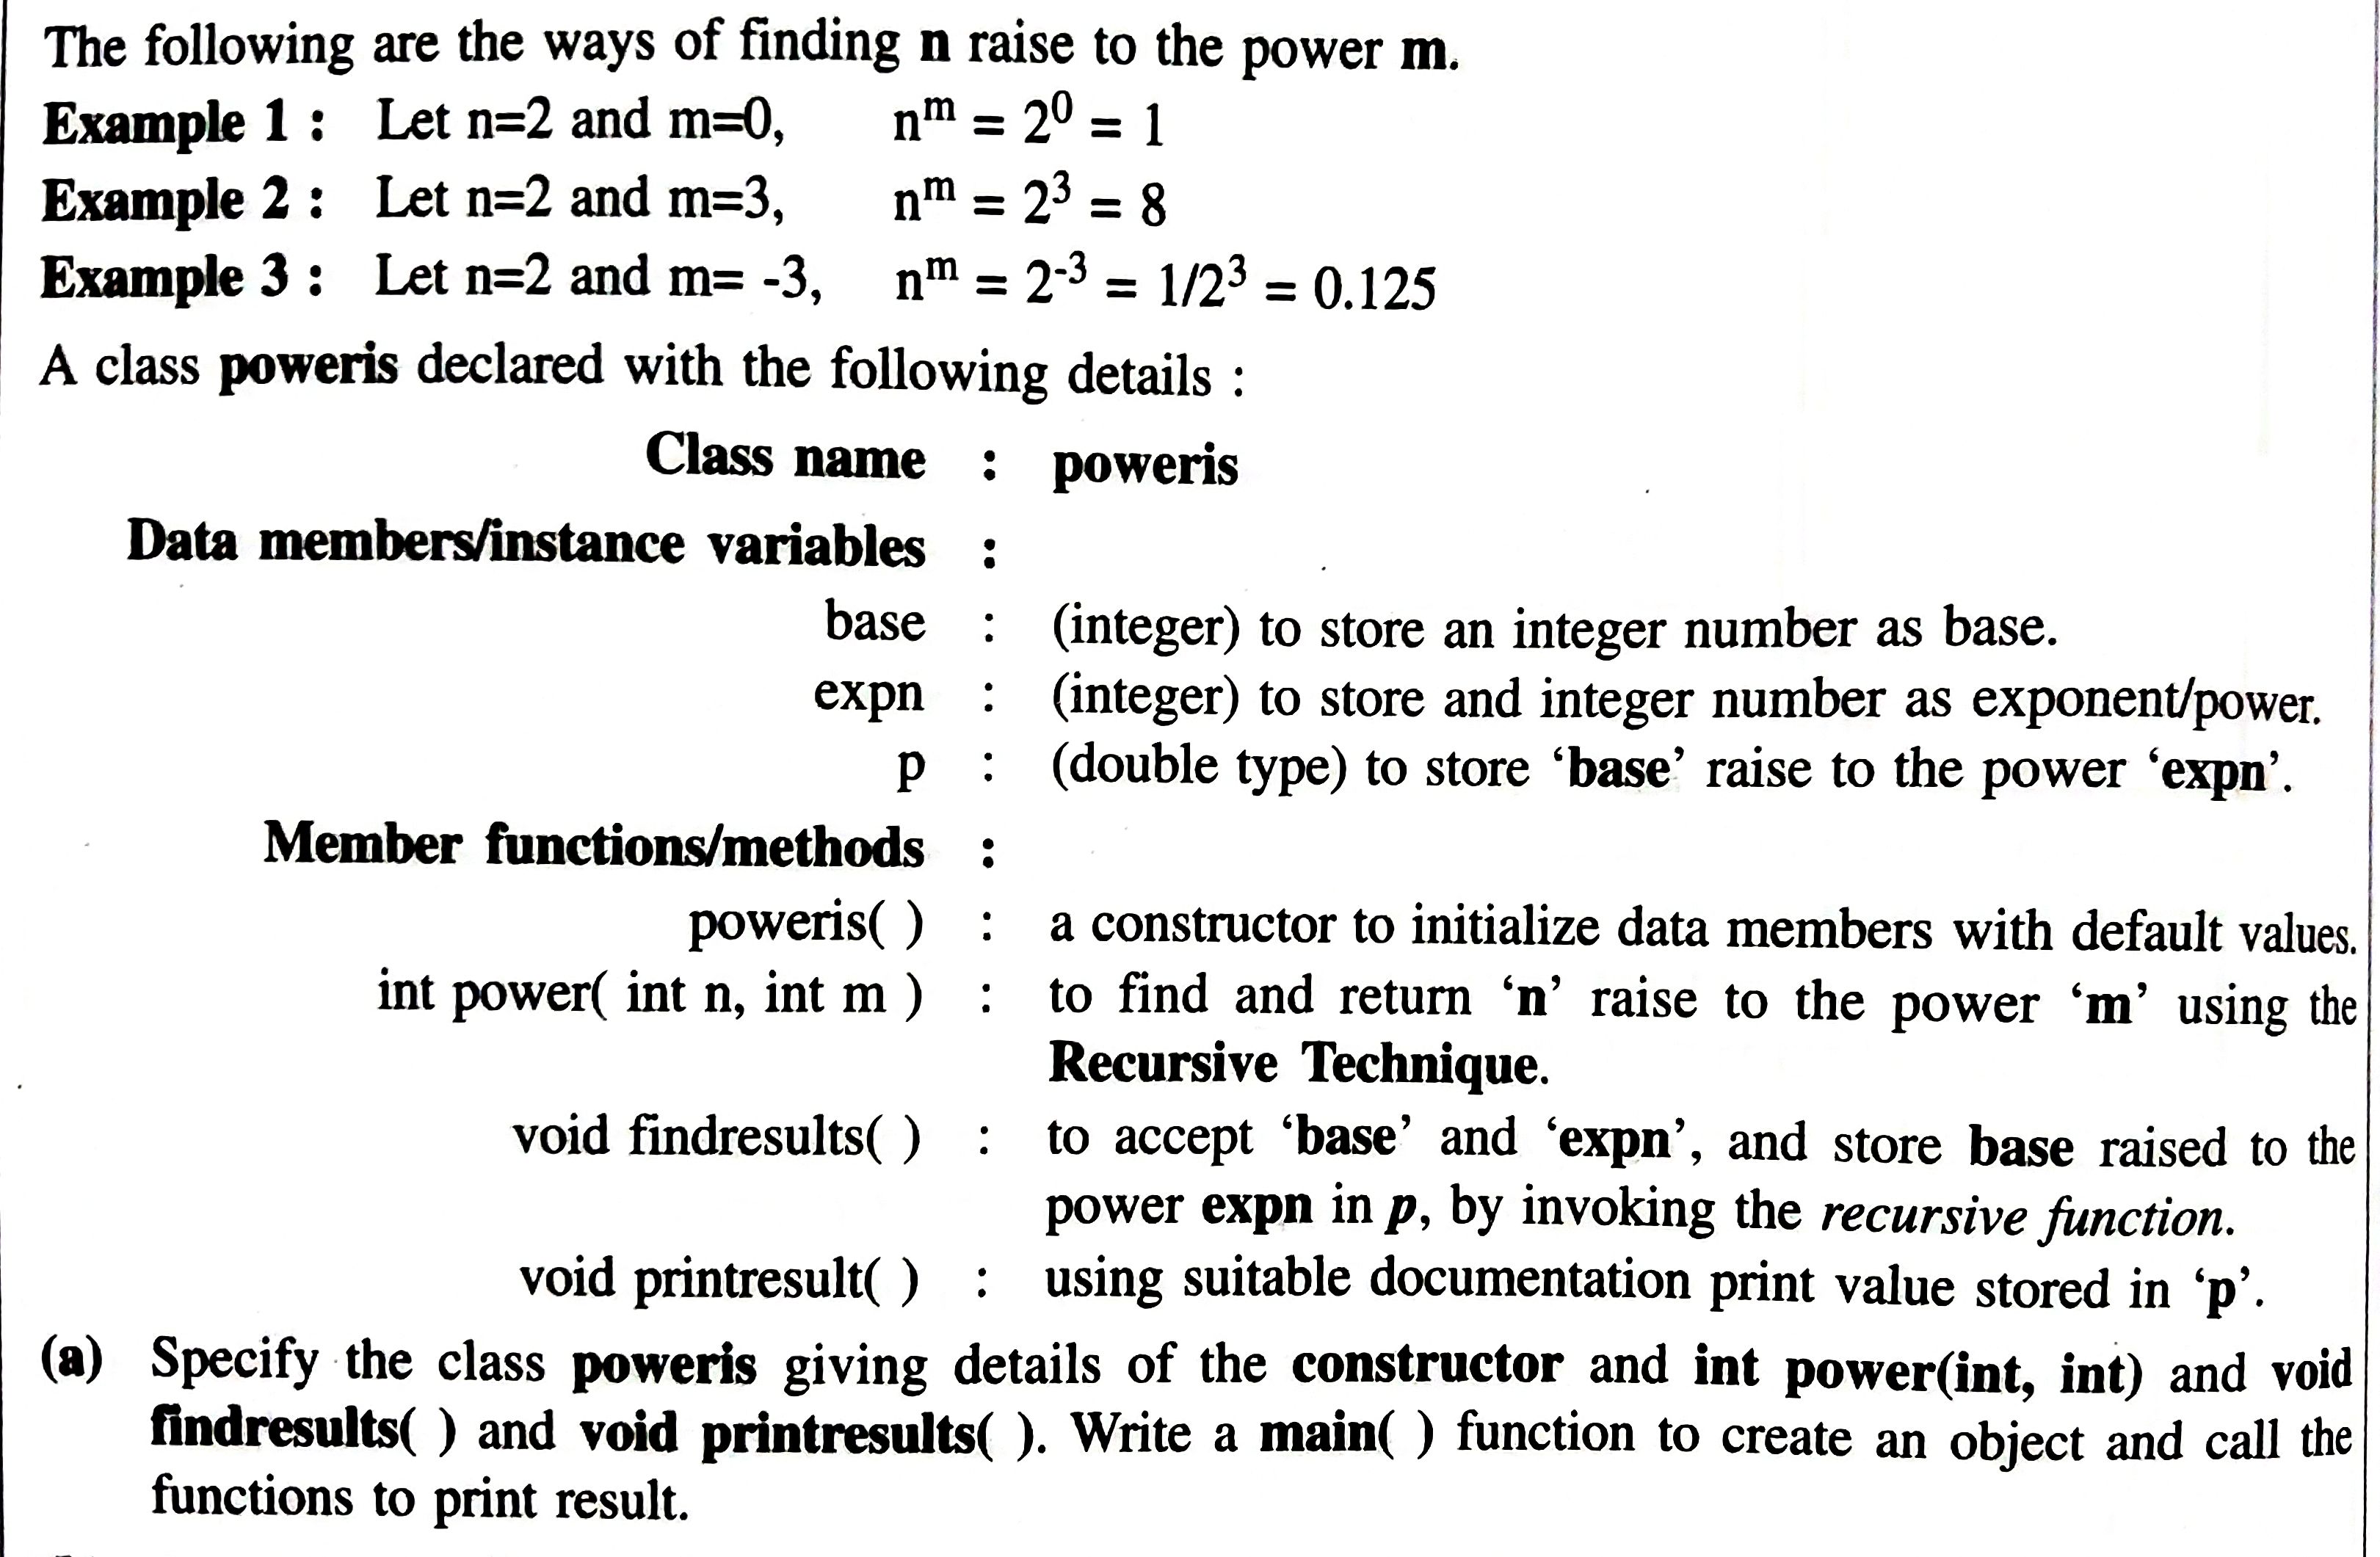 The following are the ways of finding n raise to the power m.
Example 1 : Let n=2 and m=0, n^m = 2^0 = 1
Example 2 : Let n=2 and m=3, n^m = 2^3 = 8
Example 3 : Let n=2 and m= -3, n^m = 2^-3 = 1/2^3 = 0.125
A class poweris declared with the following details :
Class name : poweris
Data members/instance variables :
base : (integer) to store an integer number as base.
expn : (integer) to store and integer number as exponent/power.
p : (double type) to store ‘base’ raise to the power ‘expn’.
Member functions/methods :
poweris( ) : a constructor to initialize data members with default values.
int power( int n, int m ) : to find and return ‘n’ raise to the power ‘m’ using the
Recursive Technique.
void findresults( ) : to accept ‘base’ and ‘expn’, and store base raised to the
power expn in p, by invoking the recursive function.
void printresult( ) : using suitable documentation print value stored in ‘p’.
(a) Specify the class poweris giving details of the constructor and int power(int, int) and void
findresults( ) and void printresults( ). Write a main( ) function to create an object and call the
functions to print result.